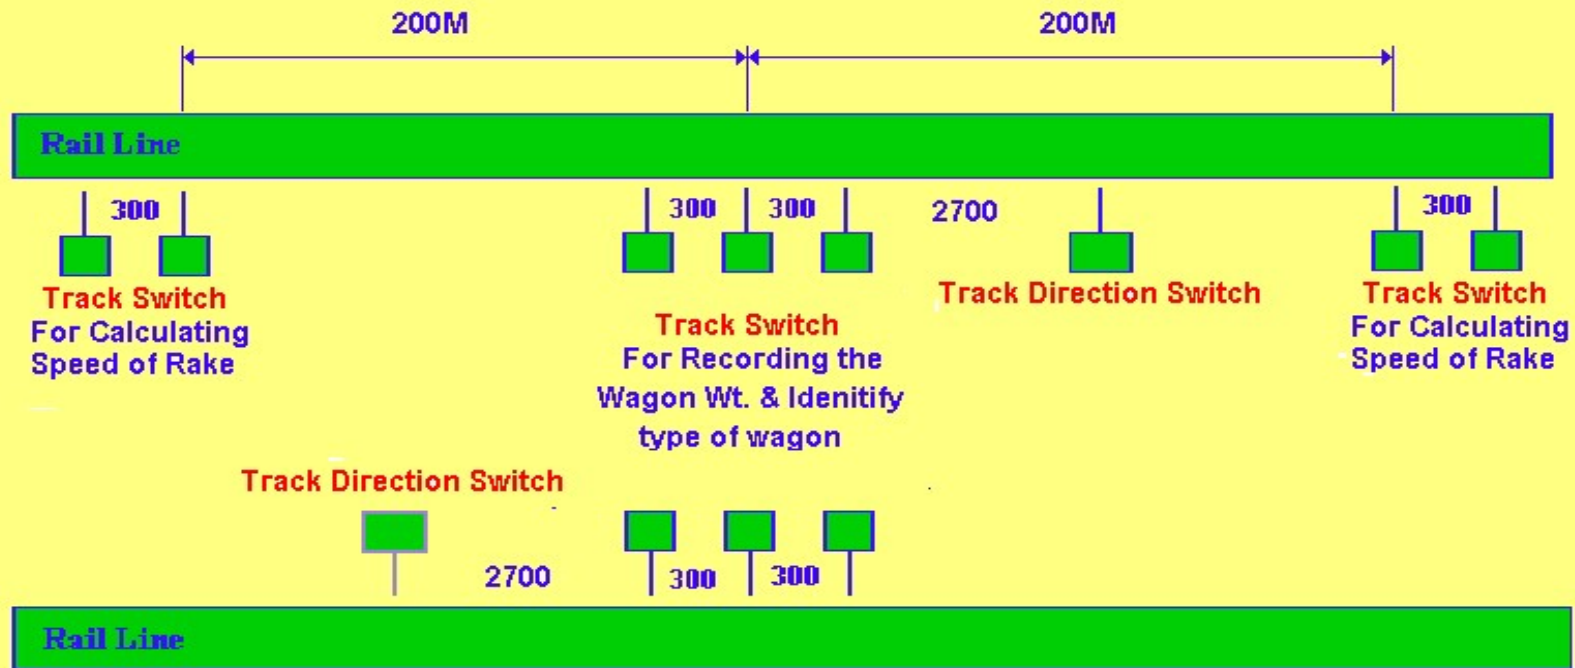 200M 200M
Rail Line
300 300 300 2700 300
Track Switch
For Calculating
Speed of Rake
Track Switch
For Recording the
Wagon Wt. & Idenitify
type of wagon
Track Direction Switch
Track Switch
For Calculating
Speed of Rake
Track Direction Switch
2700 300 300
Rail Line